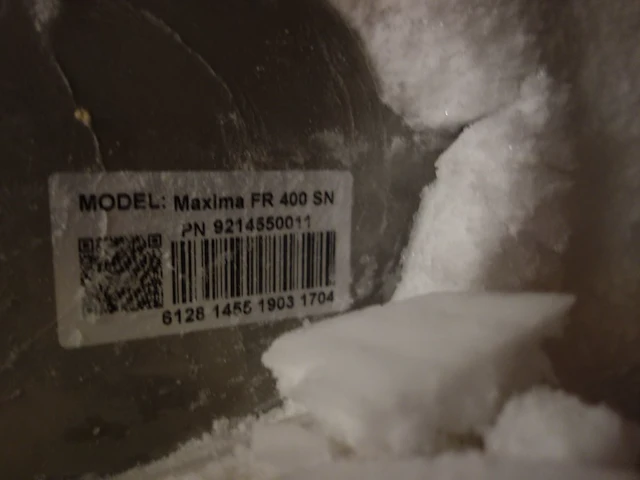 MODEL: Maxima FR 400 SN
PN 9214550011
6128 1455 1903 1704